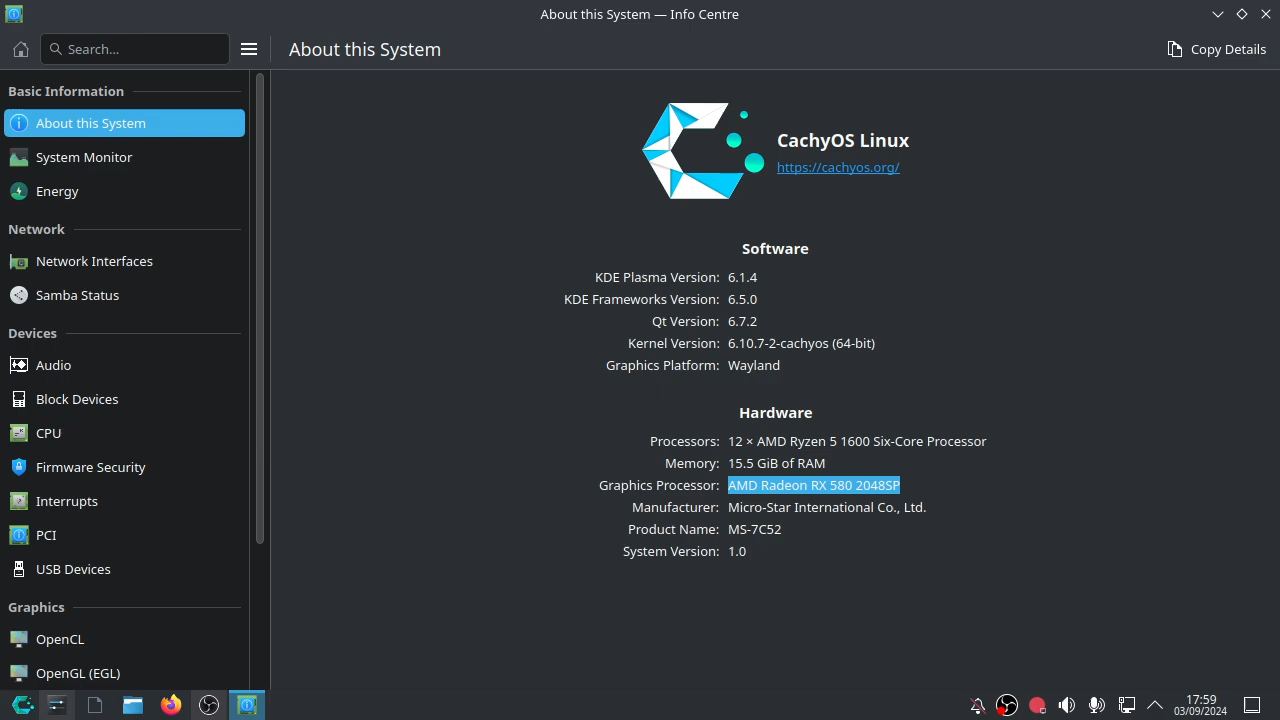 About this System — Info Centre
Search...
About this System
Copy Details
Basic Information
About this System
System Monitor
Energy
Network
Network Interfaces
Samba Status
Devices
Audio
Block Devices
CPU
Firmware Security
Interrupts
PCI
USB Devices
Graphics
OpenCL
OpenGL (EGL)
CachyOS Linux
https://cachyos.org/
Software
KDE Plasma Version: 6.1.4
KDE Frameworks Version: 6.5.0
Qt Version: 6.7.2
Kernel Version: 6.10.7-2-cachyos (64-bit)
Graphics Platform: Wayland
Hardware
Processors: 12 × AMD Ryzen 5 1600 Six-Core Processor
Memory: 15.5 GiB of RAM
Graphics Processor: AMD Radeon RX 580 2048SP
Manufacturer: Micro-Star International Co., Ltd.
Product Name: MS-7C52
System Version: 1.0
17:59
03/09/2024